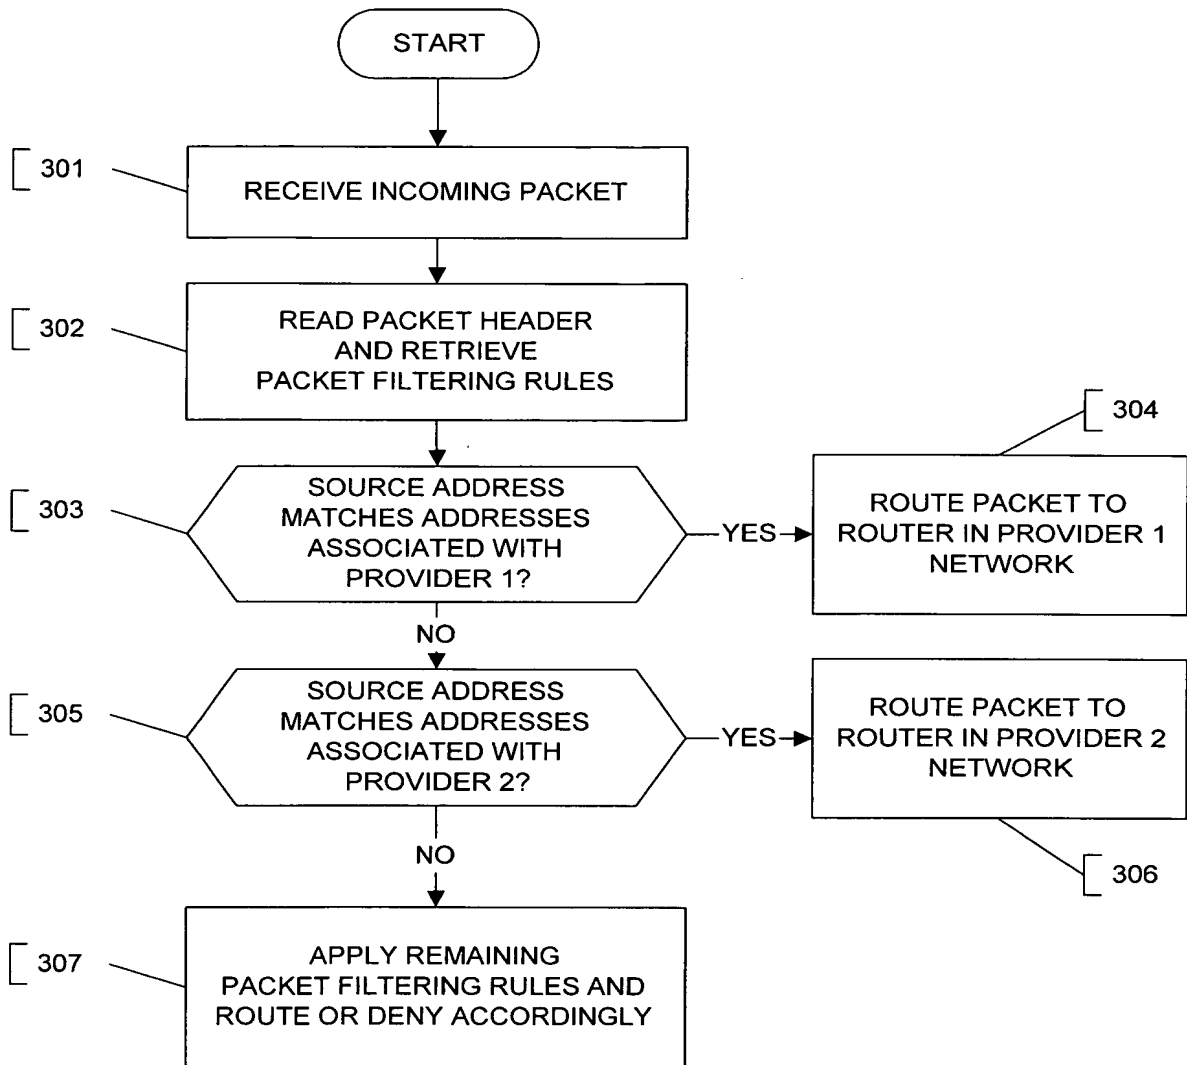 START
301
RECEIVE INCOMING PACKET
302
READ PACKET HEADER
AND RETRIEVE
PACKET FILTERING RULES
304
303
SOURCE ADDRESS
MATCHES ADDRESSES
ASSOCIATED WITH
PROVIDER 1?
YES
ROUTE PACKET TO
ROUTER IN PROVIDER 1
NETWORK
NO
305
SOURCE ADDRESS
MATCHES ADDRESSES
ASSOCIATED WITH
PROVIDER 2?
YES
ROUTE PACKET TO
ROUTER IN PROVIDER 2
NETWORK
NO
306
307
APPLY REMAINING
PACKET FILTERING RULES AND
ROUTE OR DENY ACCORDINGLY